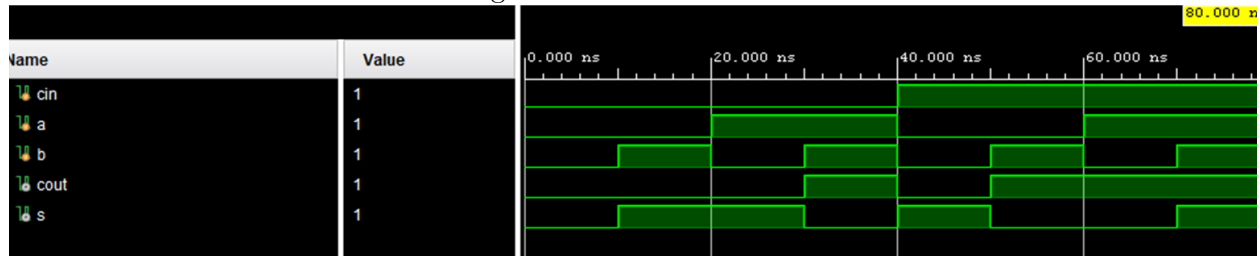 80.000 n
Name Value
0.000 ns 20.000 ns 40.000 ns 60.000 ns
cin 1
a 1
b 1
cout 1
s 1